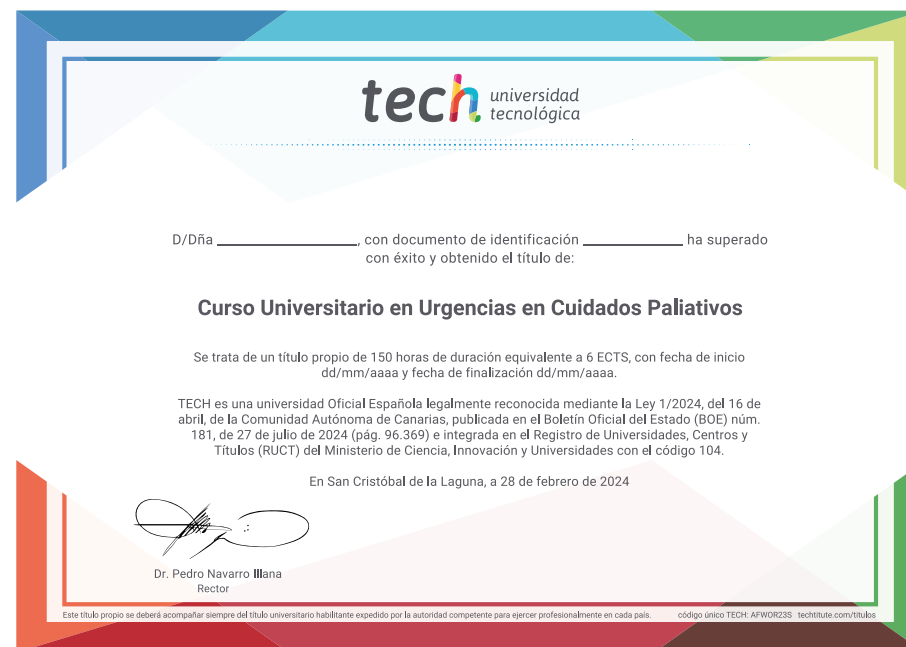 tech universidad
tecnológica
D/Dña ________________, con documento de identificación ____________ ha superado
con éxito y obtenido el título de:
Curso Universitario en Urgencias en Cuidados Paliativos
Se trata de un título propio de 150 horas de duración equivalente a 6 ECTS, con fecha de inicio
dd/mm/aaaa y fecha de finalización dd/mm/aaaa.
TECH es una universidad Oficial Española legalmente reconocida mediante la Ley 1/2024, del 16 de
abril, de la Comunidad Autónoma de Canarias, publicada en el Boletín Oficial del Estado (BOE) núm.
181, de 27 de julio de 2024 (pág. 96.369) e integrada en el Registro de Universidades, Centros y
Títulos (RUCT) del Ministerio de Ciencia, Innovación y Universidades con el código 104.
En San Cristóbal de la Laguna, a 28 de febrero de 2024
Dr. Pedro Navarro Illana
Rector
Este título propio se deberá acompañar siempre del título universitario habilitante expedido por la autoridad competente para ejercer profesionalmente en cada país. código único TECH: AFWOR23S techtitute.com/titulos